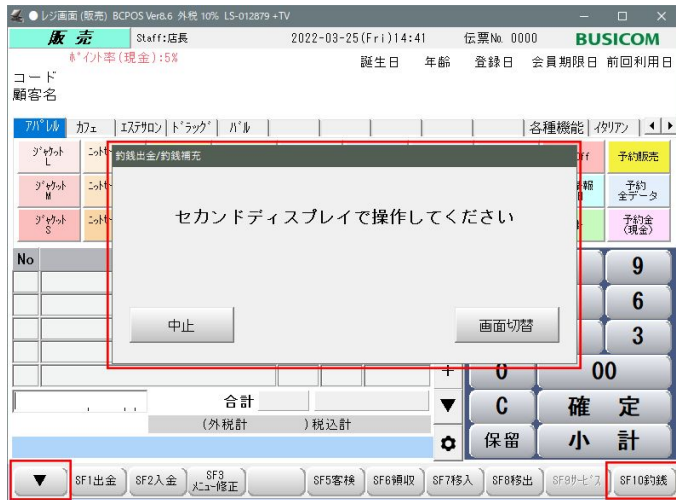 レジ画面 (販売) BCPOS Ver8.6 外税 10% LS-012879 +TV
販 売 Staff:店長 2022-03-25(Fri)14:41 伝票№ 0000 BUSICOM
ﾎﾟｲﾝﾄ率(現金):5% 誕生日 年齢 登録日 会員期限日 前回利用日
コード
顧客名
ｱﾊﾟﾚﾙ ｶﾌｪ ｴｽﾃｻﾛﾝ ﾄﾞﾗｯｸﾞ ﾊﾟﾙ 各種機能 ｲﾀﾘｱﾝ
ｼﾞｬｹｯﾄ L ﾆｯﾄ 予約販売
釣銭出金/釣銭補充
ｼﾞｬｹｯﾄ M ﾆｯﾄ 報 予約 全データ
ｼﾞｬｹｯﾄ S ﾆｯﾄ 予約金 (現金)
セカンドディスプレイで操作してください
No 9
6
中止 画面切替
3
+ 0 00
合計 ▼ C 確 定
(外税計 )税込計
保留 小 計
▼ SF1出金 SF2入金 SF3 ﾒﾆｭｰ修正 SF5客検 SF6領収 SF7移入 SF8移出 SF9ｻｰﾋﾞｽ SF10釣銭